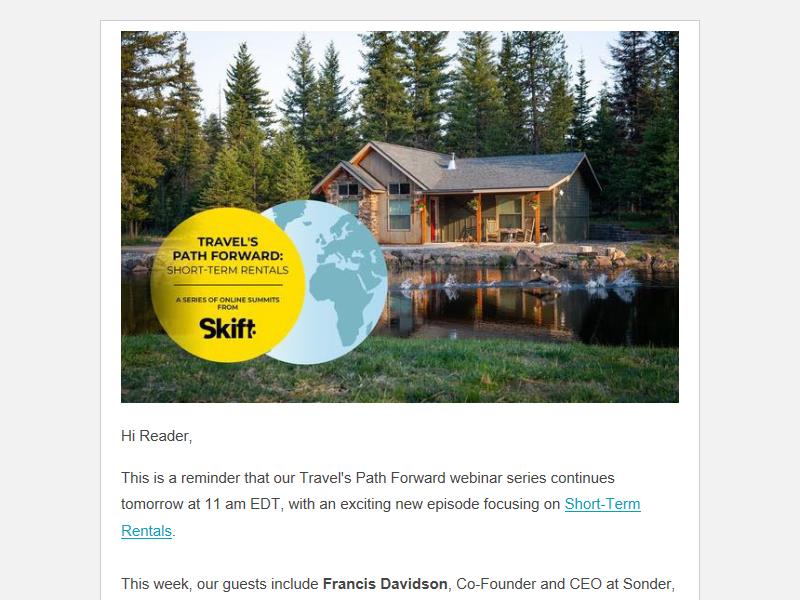 TRAVEL'S
PATH FORWARD:
SHORT-TERM RENTALS
A SERIES OF ONLINE SUMMITS
FROM
Skift:
Hi Reader,
This is a reminder that our Travel's Path Forward webinar series continues
tomorrow at 11 am EDT, with an exciting new episode focusing on Short-Term
Rentals.
This week, our guests include Francis Davidson, Co-Founder and CEO at Sonder,